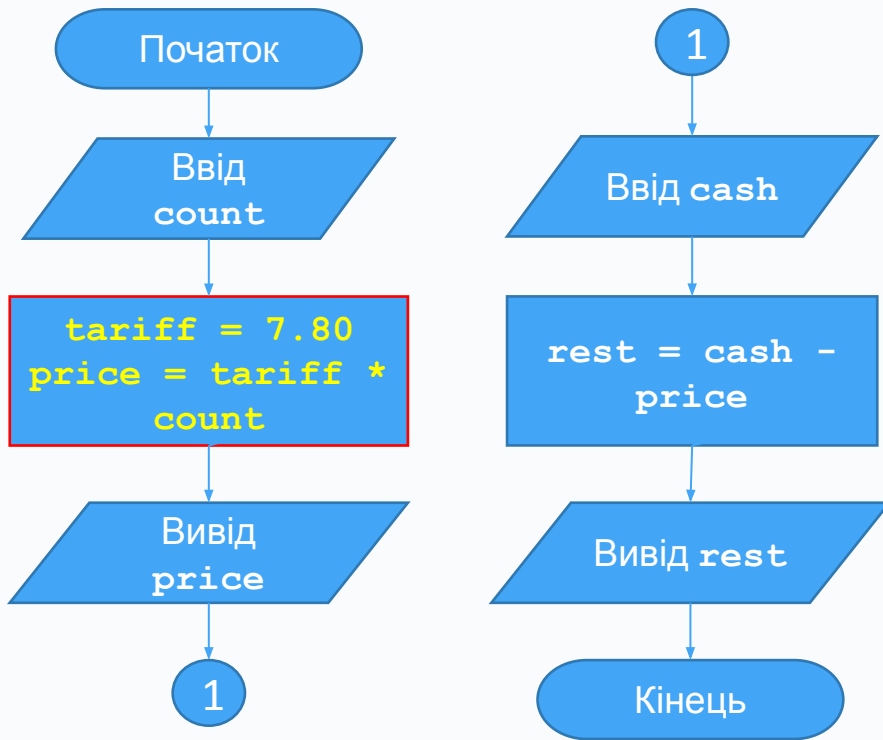 Початок
Ввід
count
tariff = 7.80
price = tariff *
count
Вивід
price
1
1
Ввід cash
rest = cash -
price
Вивід rest
Кінець